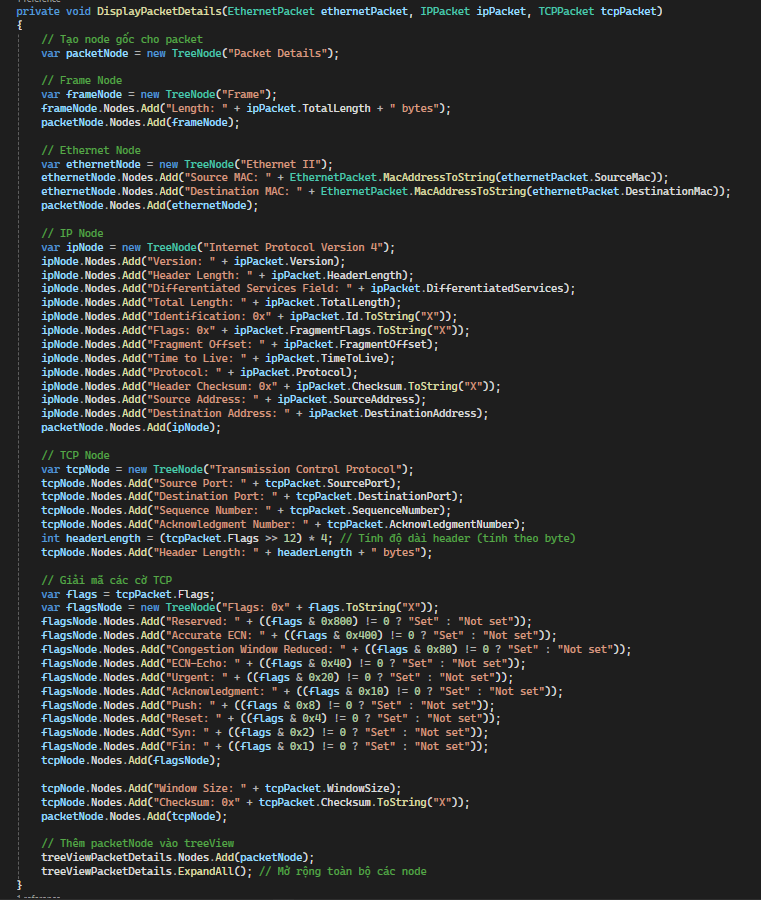 private void DisplayPacketDetails(EthernetPacket ethernetPacket, IPPacket ipPacket, TCPPacket tcpPacket)
{
// Tạo node gốc cho packet
var packetNode = new TreeNode("Packet Details");
// Frame Node
var frameNode = new TreeNode("Frame");
frameNode.Nodes.Add("Length: " + ipPacket.TotalLength + " bytes");
packetNode.Nodes.Add(frameNode);
// Ethernet Node
var ethernetNode = new TreeNode("Ethernet II");
ethernetNode.Nodes.Add("Source MAC: " + EthernetPacket.MacAddressToString(ethernetPacket.SourceMac));
ethernetNode.Nodes.Add("Destination MAC: " + EthernetPacket.MacAddressToString(ethernetPacket.DestinationMac));
packetNode.Nodes.Add(ethernetNode);
// IP Node
var ipNode = new TreeNode("Internet Protocol Version 4");
ipNode.Nodes.Add("Version: " + ipPacket.Version);
ipNode.Nodes.Add("Header Length: " + ipPacket.HeaderLength);
ipNode.Nodes.Add("Differentiated Services Field: " + ipPacket.DifferentiatedServices);
ipNode.Nodes.Add("Total Length: " + ipPacket.TotalLength);
ipNode.Nodes.Add("Identification: 0x" + ipPacket.Id.ToString("X"));
ipNode.Nodes.Add("Flags: 0x" + ipPacket.FragmentFlags.ToString("X"));
ipNode.Nodes.Add("Fragment Offset: " + ipPacket.FragmentOffset);
ipNode.Nodes.Add("Time to Live: " + ipPacket.TimeToLive);
ipNode.Nodes.Add("Protocol: " + ipPacket.Protocol);
ipNode.Nodes.Add("Header Checksum: 0x" + ipPacket.Checksum.ToString("X"));
ipNode.Nodes.Add("Source Address: " + ipPacket.SourceAddress);
ipNode.Nodes.Add("Destination Address: " + ipPacket.DestinationAddress);
packetNode.Nodes.Add(ipNode);
// TCP Node
var tcpNode = new TreeNode("Transmission Control Protocol");
tcpNode.Nodes.Add("Source Port: " + tcpPacket.SourcePort);
tcpNode.Nodes.Add("Destination Port: " + tcpPacket.DestinationPort);
tcpNode.Nodes.Add("Sequence Number: " + tcpPacket.SequenceNumber);
tcpNode.Nodes.Add("Acknowledgment Number: " + tcpPacket.AcknowledgmentNumber);
int headerLength = (tcpPacket.Flags >> 12) * 4; // Tính độ dài header (tính theo byte)
tcpNode.Nodes.Add("Header Length: " + headerLength + " bytes");
// Giải mã các cờ TCP
var flags = tcpPacket.Flags;
var flagsNode = new TreeNode("Flags: 0x" + flags.ToString("X"));
flagsNode.Nodes.Add("Reserved: " + ((flags & 0x800) != 0 ? "Set" : "Not set"));
flagsNode.Nodes.Add("Accurate ECN: " + ((flags & 0x400) != 0 ? "Set" : "Not set"));
flagsNode.Nodes.Add("Congestion Window Reduced: " + ((flags & 0x80) != 0 ? "Set" : "Not set"));
flagsNode.Nodes.Add("ECN-Echo: " + ((flags & 0x40) != 0 ? "Set" : "Not set"));
flagsNode.Nodes.Add("Urgent: " + ((flags & 0x20) != 0 ? "Set" : "Not set"));
flagsNode.Nodes.Add("Acknowledgment: " + ((flags & 0x10) != 0 ? "Set" : "Not set"));
flagsNode.Nodes.Add("Push: " + ((flags & 0x8) != 0 ? "Set" : "Not set"));
flagsNode.Nodes.Add("Reset: " + ((flags & 0x4) != 0 ? "Set" : "Not set"));
flagsNode.Nodes.Add("Syn: " + ((flags & 0x2) != 0 ? "Set" : "Not set"));
flagsNode.Nodes.Add("Fin: " + ((flags & 0x1) != 0 ? "Set" : "Not set"));
tcpNode.Nodes.Add(flagsNode);
tcpNode.Nodes.Add("Window Size: " + tcpPacket.WindowSize);
tcpNode.Nodes.Add("Checksum: 0x" + tcpPacket.Checksum.ToString("X"));
packetNode.Nodes.Add(tcpNode);
// Thêm packetNode vào treeView
treeViewPacketDetails.Nodes.Add(packetNode);
treeViewPacketDetails.ExpandAll(); // Mở rộng toàn bộ các node
}